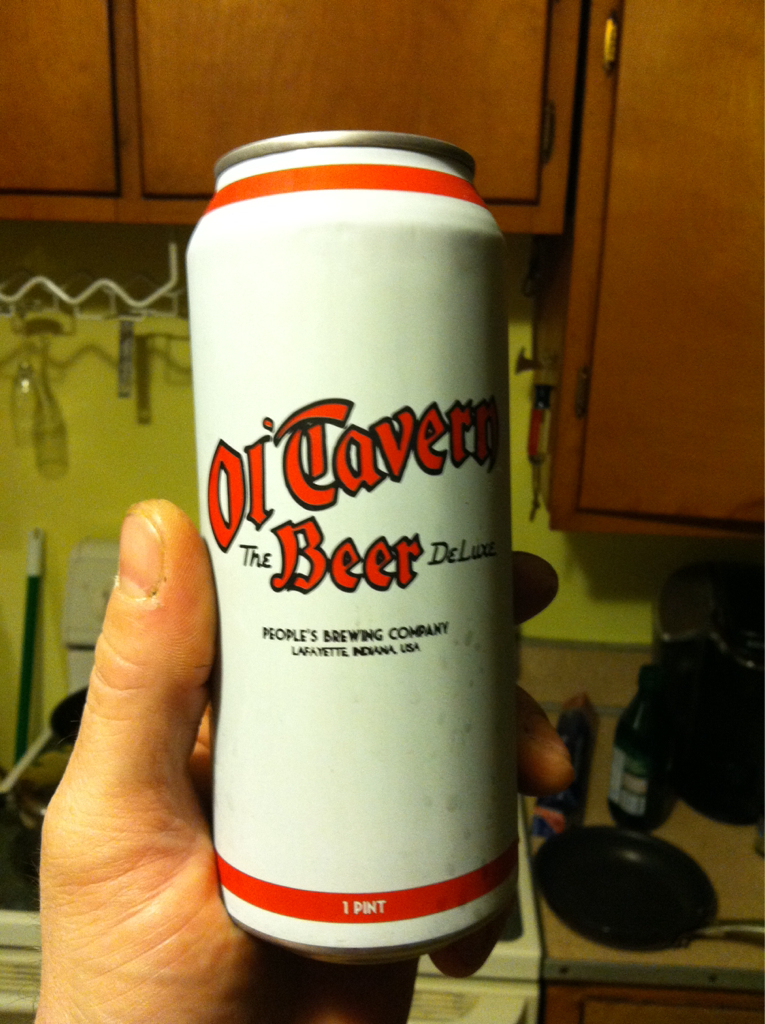 Ol' Tavern
The Beer DeLuxe
PEOPLE'S BREWING COMPANY
LAFAYETTE, INDIANA, USA
1 PINT